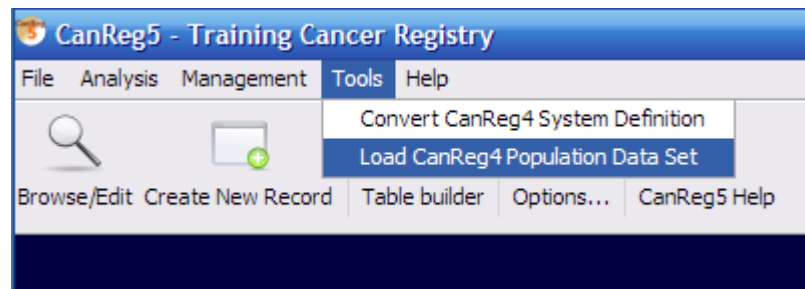 CanReg5 - Training Cancer Registry
File Analysis Management Tools Help
Convert CanReg4 System Definition
Load CanReg4 Population Data Set
Browse/Edit Create New Record Table builder Options... CanReg5 Help